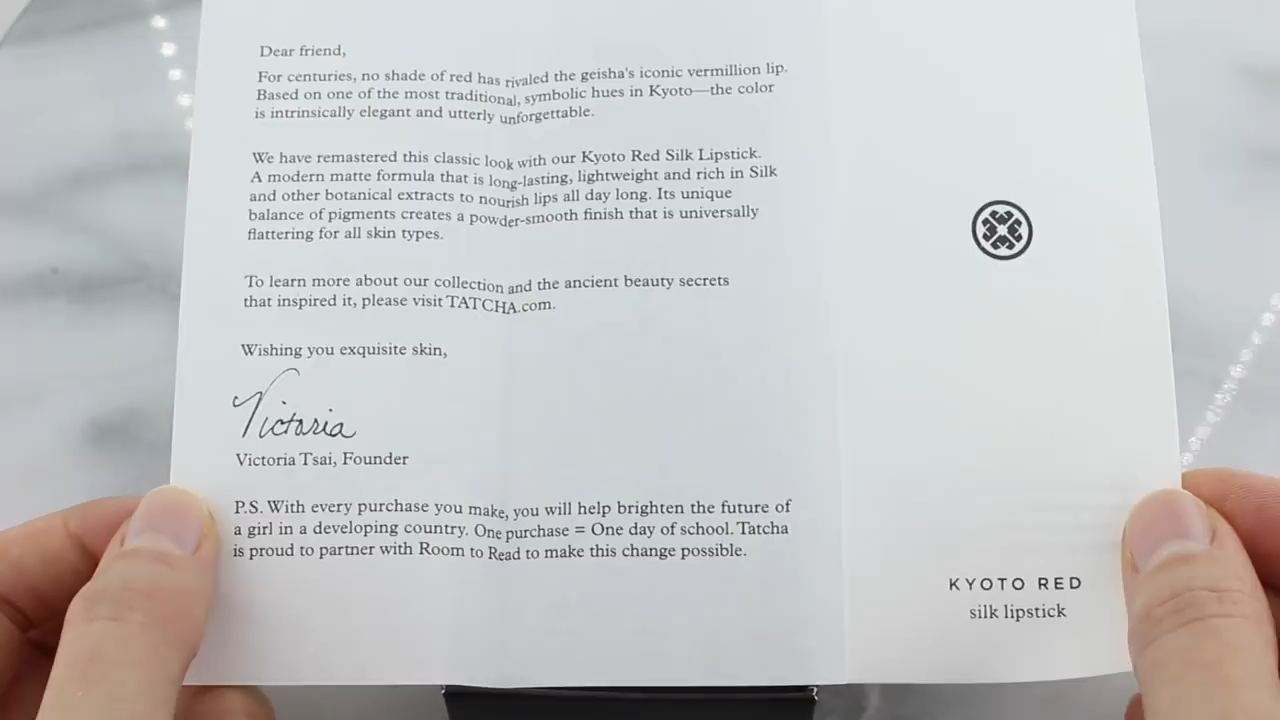 Dear friend,
For centuries, no shade of red has rivaled the geisha's iconic vermillion lip.
Based on one of the most traditional, symbolic hues in Kyoto—the color
is intrinsically elegant and utterly unforgettable.
We have remastered this classic look with our Kyoto Red Silk Lipstick.
A modern matte formula that is long-lasting, lightweight and rich in Silk
and other botanical extracts to nourish lips all day long. Its unique
balance of pigments creates a powder-smooth finish that is universally
flattering for all skin types.
To learn more about our collection and the ancient beauty secrets
that inspired it, please visit TATCHA.com.
Wishing you exquisite skin,
Victoria
Victoria Tsai, Founder
P.S. With every purchase you make, you will help brighten the future of
a girl in a developing country. One purchase = One day of school. Tatcha
is proud to partner with Room to Read to make this change possible.
KYOTO RED
silk lipstick